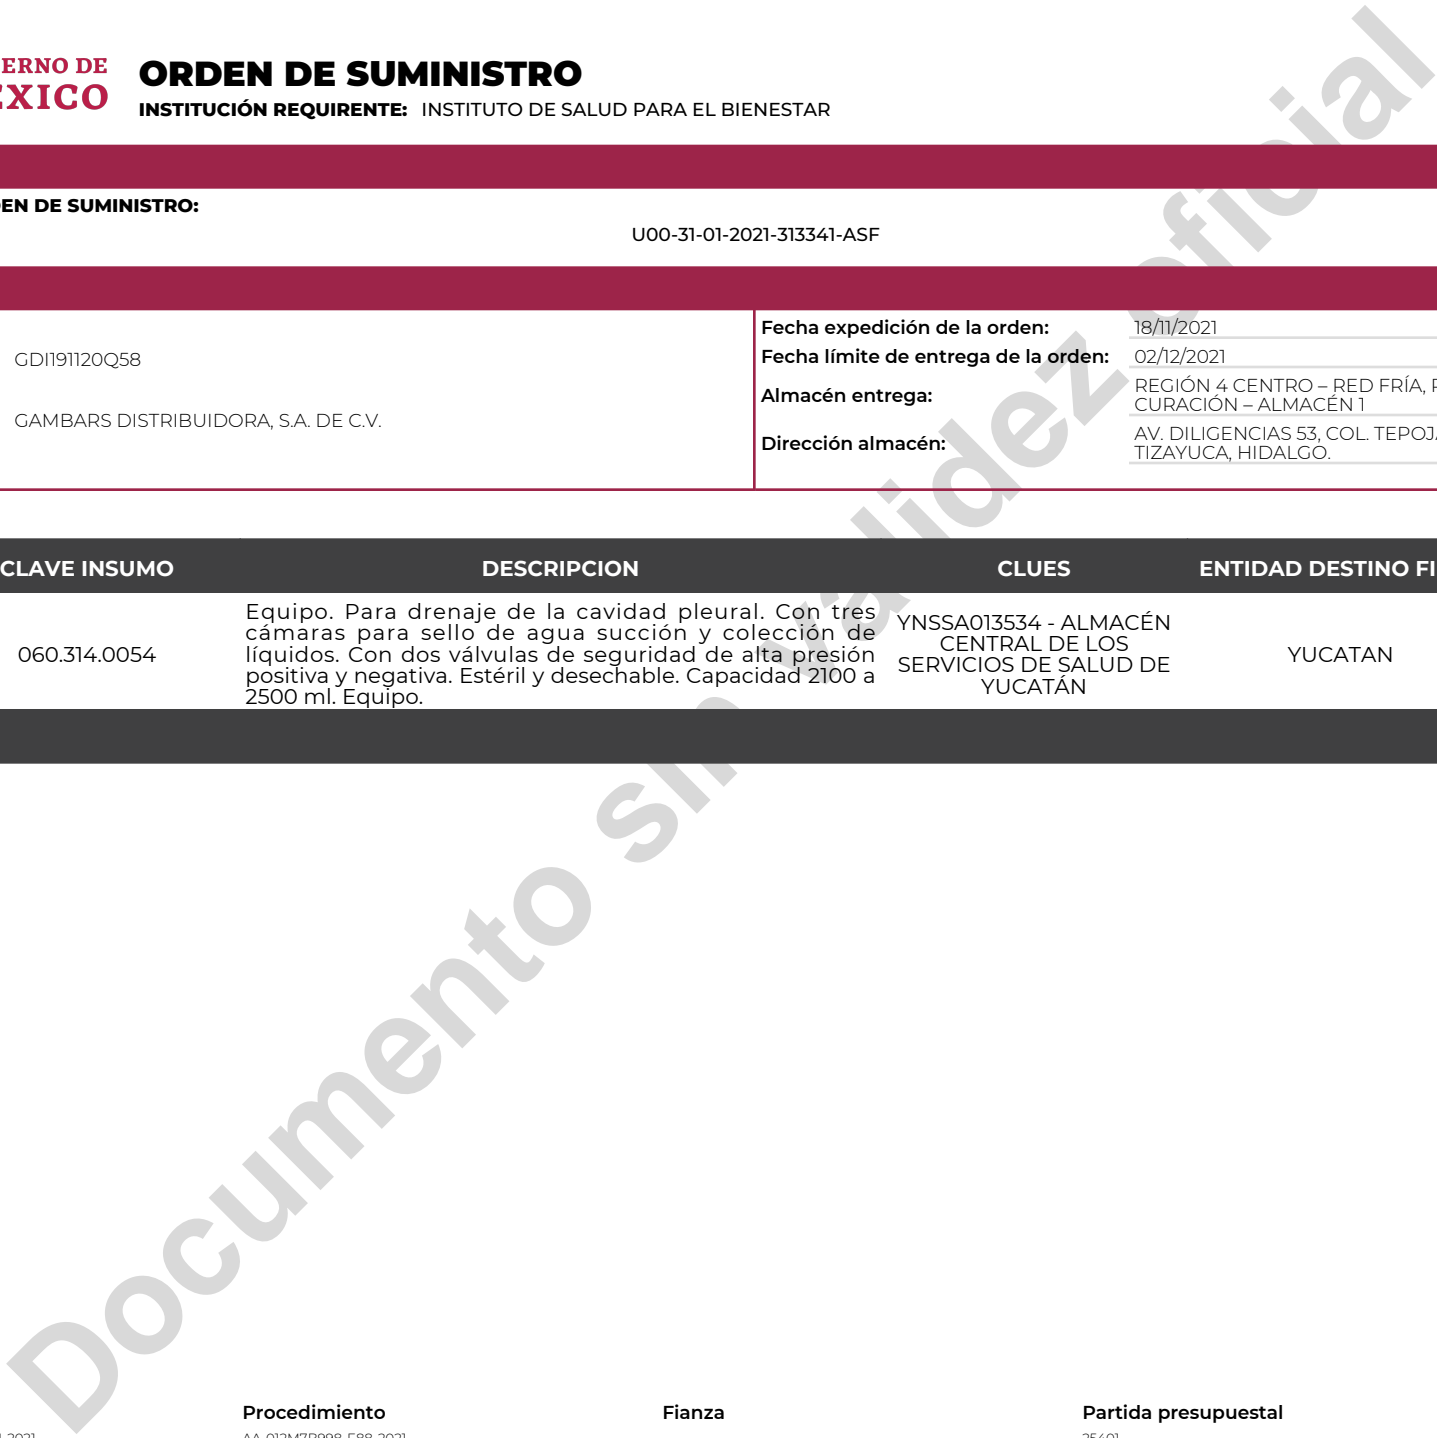 ERNO DE
EXICO
ORDEN DE SUMINISTRO
INSTITUCIÓN REQUIRENTE: INSTITUTO DE SALUD PARA EL BIENESTAR
EN DE SUMINISTRO:
U00-31-01-2021-313341-ASF
GDI191120Q58
GAMBARS DISTRIBUIDORA, S.A. DE C.V.
Fecha expedición de la orden: 18/11/2021
Fecha límite de entrega de la orden: 02/12/2021
Almacén entrega: REGIÓN 4 CENTRO – RED FRÍA,
CURACIÓN – ALMACÉN 1
Dirección almacén: AV. DILIGENCIAS 53, COL. TEPOJ
TIZAYUCA, HIDALGO.
CLAVE INSUMO DESCRIPCION CLUES ENTIDAD DESTINO FI
060.314.0054
Equipo. Para drenaje de la cavidad pleural. Con tres
cámaras para sello de agua succión y colección de
líquidos. Con dos válvulas de seguridad de alta presión
positiva y negativa. Estéril y desechable. Capacidad 2100 a
2500 ml. Equipo.
YNSSA013534 - ALMACÉN
CENTRAL DE LOS
SERVICIOS DE SALUD DE
YUCATÁN
YUCATAN
Documento sin validez oficial
Procedimiento Fianza Partida presupuestal